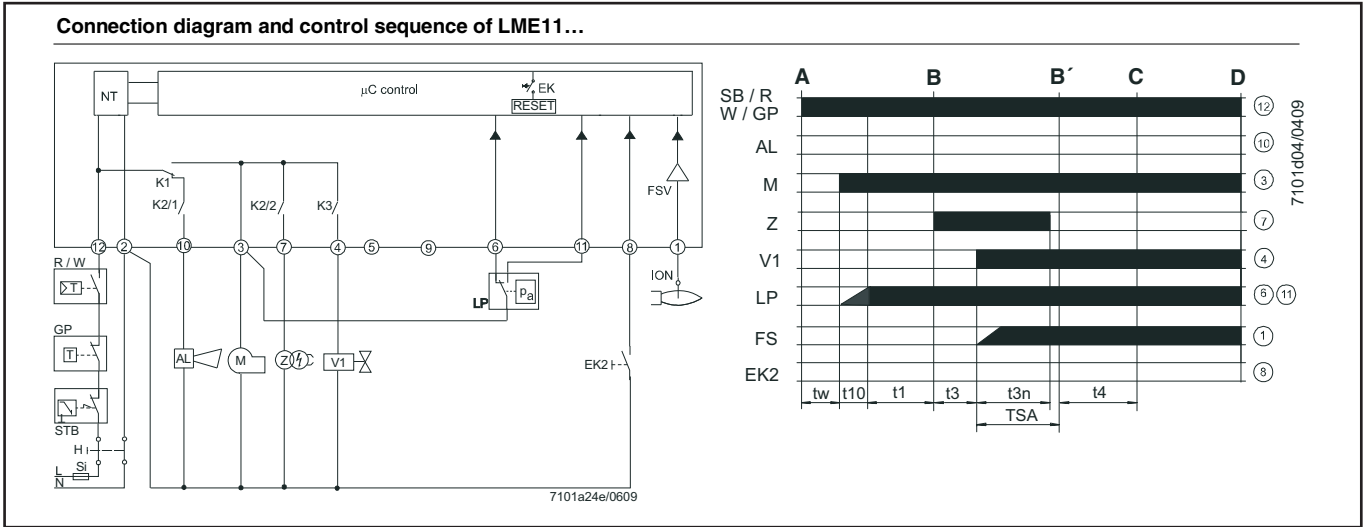 Connection diagram and control sequence of LME11…
NT
µC control
EK
RESET
K1
K2/1
K2/2
K3
FSV
12
2
10
3
7
4
5
9
6
11
8
1
R / W
T
GP
T
STB
H
L
Si
N
AL
M
Z
V1
LP
pa
ION
EK2
7101a24e/0609
A
B
B´
C
D
SB / R
W / GP
12
AL
10
M
3
Z
7
V1
4
LP
6 11
FS
1
EK2
8
tw
t10
t1
t3
t3n
t4
TSA
7101d04/0409